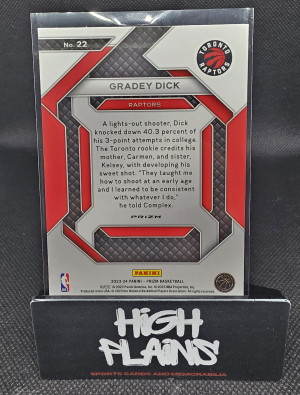 No. 22
TORONTO
RAPTORS
GRADEY DICK
RAPTORS
A lights-out shooter, Dick
knocked down 40.3 percent of
his 3-point attempts in college.
The Toronto rookie credits his
mother, Carmen, and sister,
Kelsey, with developing his
sweet shot. "They taught me
how to shoot at an early age
and I learned to be consistent
with whatever I do,"
he told Complex.
PRIZM
PANINI
2023-24 PANINI - PRIZM BASKETBALL
HIGH
PLAINS
SPORTS CARDS AND MEMORABILIA